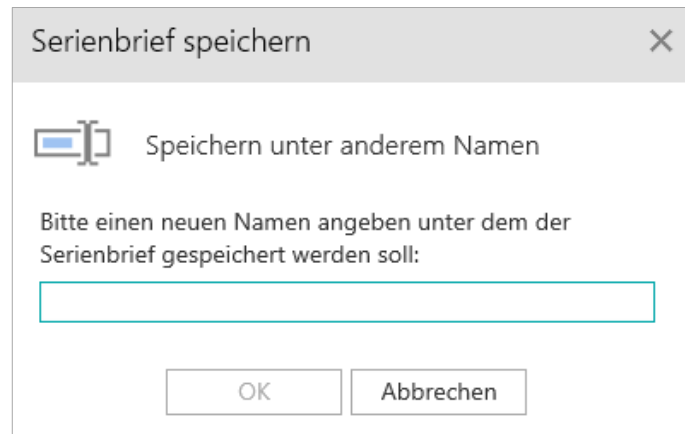 Serienbrief speichern
Speichern unter anderem Namen
Bitte einen neuen Namen angeben unter dem der
Serienbrief gespeichert werden soll:
OK
Abbrechen